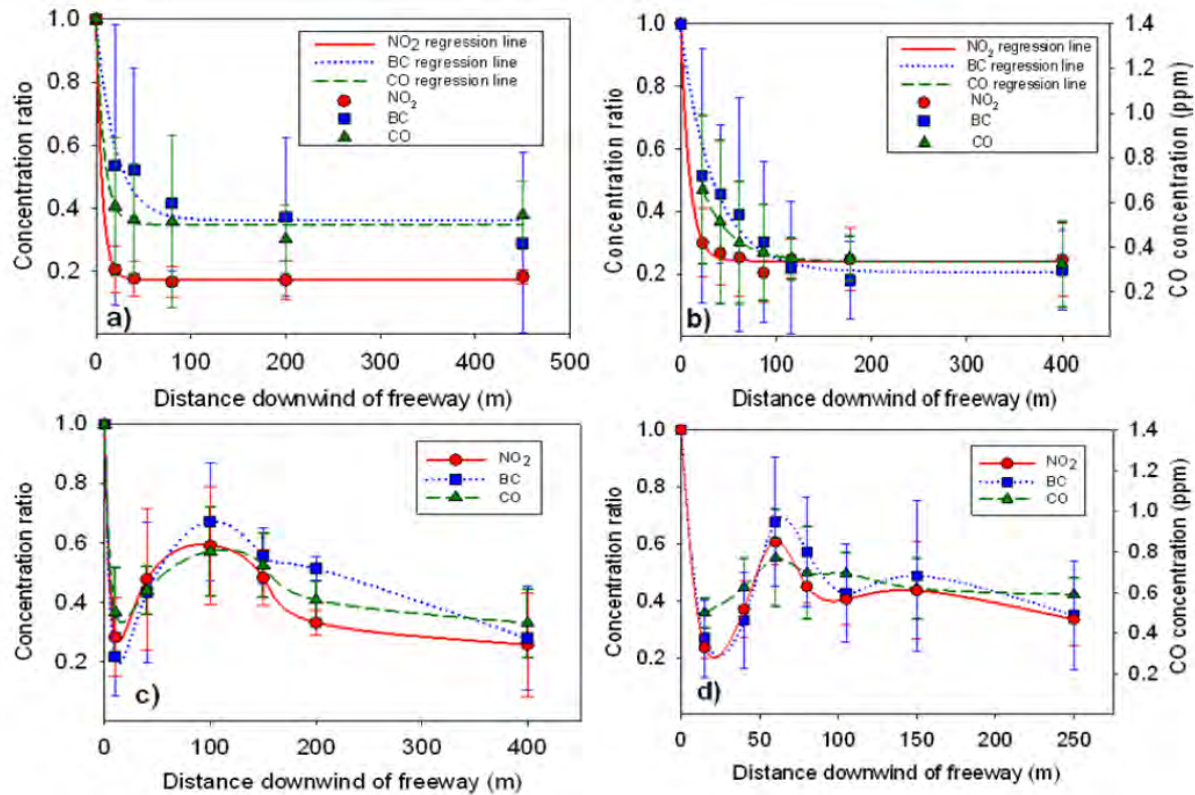 1.0
0.8
0.6
0.4
0.2
Concentration ratio
NO2 regression line
BC regression line
CO regression line
NO2
BC
CO
a)
0 100 200 300 400 500
Distance downwind of freeway (m)
1.0
0.8
0.6
0.4
0.2
Concentration ratio
NO2 regression line
BC regression line
CO regression line
NO2
BC
CO
b)
1.4
1.2
1.0
0.8
0.6
0.4
0.2
CO concentration (ppm)
0 100 200 300 400
Distance downwind of freeway (m)
1.0
0.8
0.6
0.4
0.2
Concentration ratio
NO2
BC
CO
c)
0 100 200 300 400
Distance downwind of freeway (m)
1.0
0.8
0.6
0.4
0.2
Concentration ratio
NO2
BC
CO
d)
1.4
1.2
1.0
0.8
0.6
0.4
0.2
CO concentration (ppm)
0 50 100 150 200 250
Distance downwind of freeway (m)